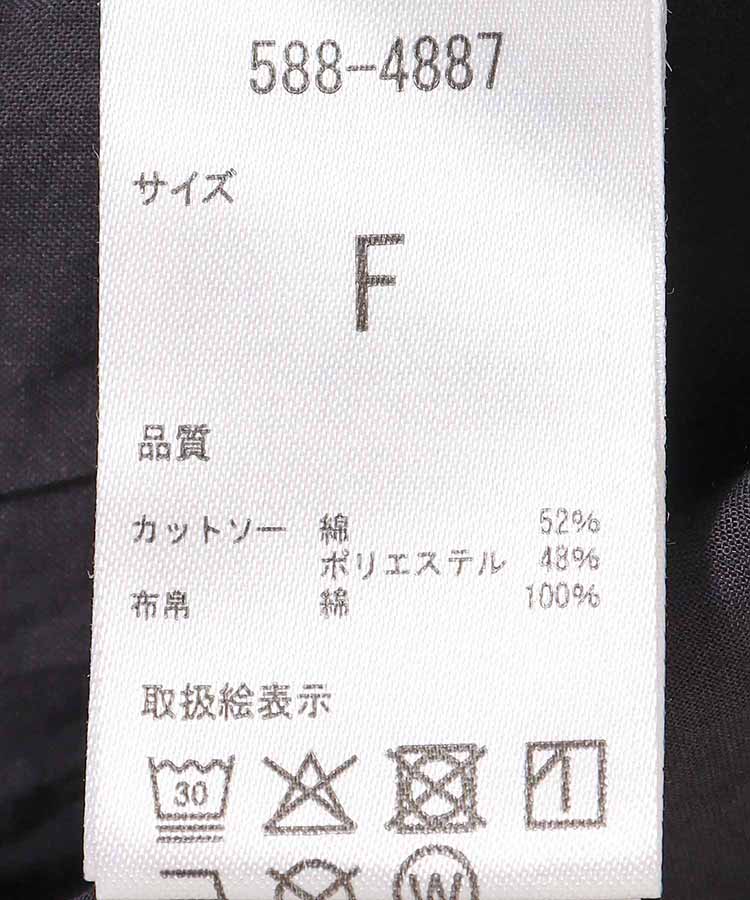 588-4887
サイズ
F
品質
カットソー 綿 52%
ポリエステル 48%
布帛 綿 100%
取扱絵表示
30
W